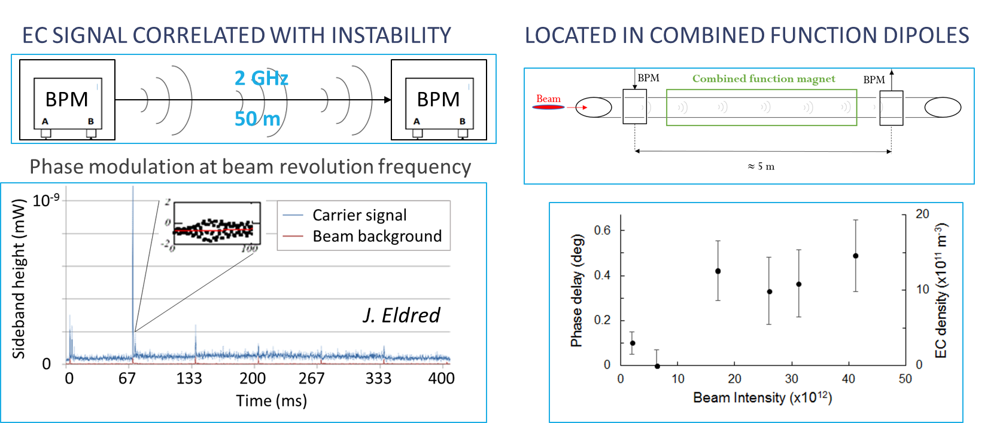 EC SIGNAL CORRELATED WITH INSTABILITY
BPM
A B
2 GHz
50 m
BPM
A B
Phase modulation at beam revolution frequency
Sideband height (mW)
10-9
0
2
0
-2
0 100
Carrier signal
Beam background
J. Eldred
0 67 133 200 267 333 400
Time (ms)
LOCATED IN COMBINED FUNCTION DIPOLES
Beam
BPM
Combined function magnet
BPM
≈ 5 m
Phase delay (deg)
0.6
0.4
0.2
0
20
10
0
EC density (x10^11 m^-3)
0 10 20 30 40 50
Beam Intensity (x10^12)